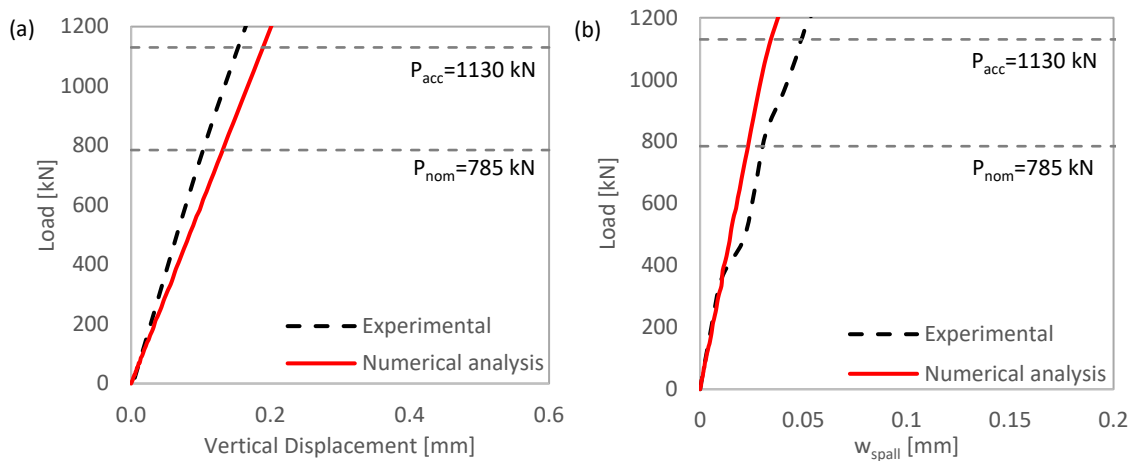 (a)
1200
1000
800
600
400
200
0
Load [kN]
P_acc=1130 kN
P_nom=785 kN
Experimental
Numerical analysis
0.0 0.2 0.4 0.6
Vertical Displacement [mm]
(b)
1200
1000
800
600
400
200
0
Load [kN]
P_acc=1130 kN
P_nom=785 kN
Experimental
Numerical analysis
0 0.05 0.1 0.15 0.2
w_spall [mm]